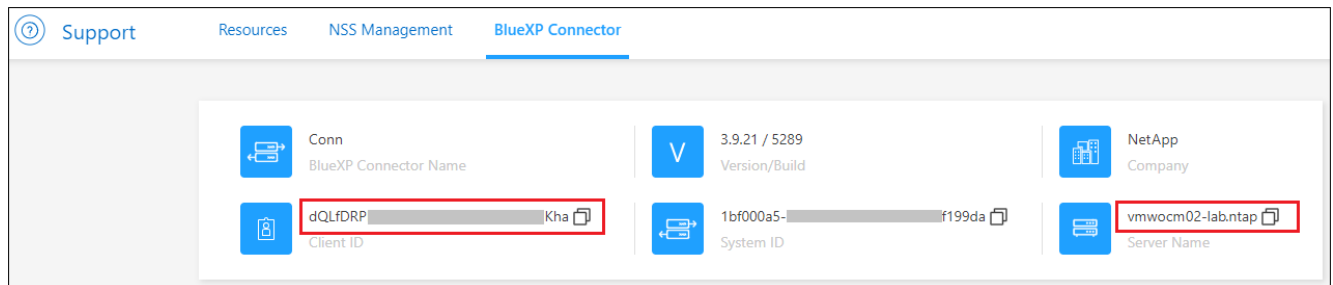 Support Resources NSS Management BlueXP Connector
Conn 3.9.21 / 5289 NetApp
BlueXP Connector Name V Version/Build Company
dQLfDRP Kha 1bf000a5- f199da vmwocm02-lab.ntap
Client ID System ID Server Name